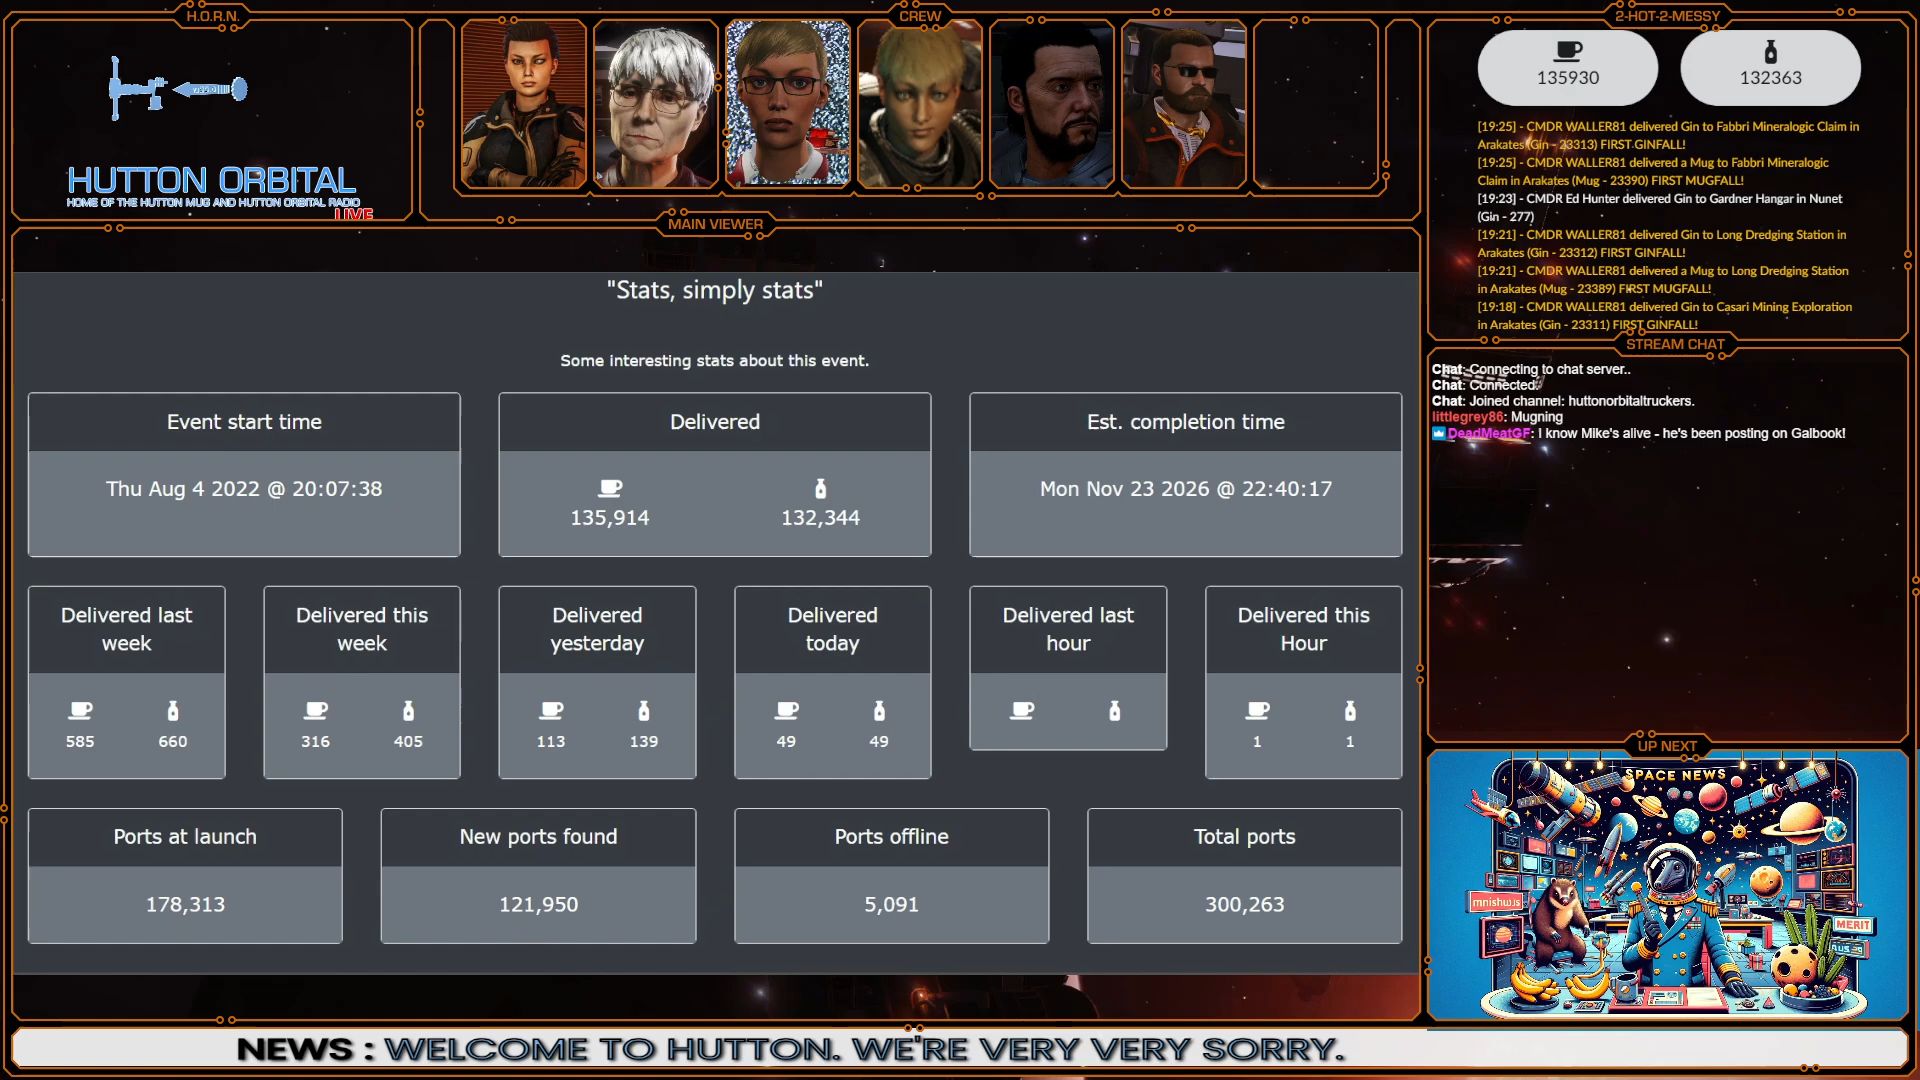 H.O.R.N.
CREW
2-HOT-2-MESSY
HUTTON ORBITAL
HOME OF THE HUTTON MUG AND HUTTON ORBITAL RADIO
LIVE
135930
132363
[19:25] - CMDR WALLER81 delivered Gin to Fabbri Mineralogic Claim in
Arakates (Gin - 23313) FIRST GINFALL!
[19:25] - CMDR WALLER81 delivered a Mug to Fabbri Mineralogic
Claim in Arakates (Mug - 23390) FIRST MUGFALL!
[19:23] - CMDR Ed Hunter delivered Gin to Gardner Hangar in Nunet
(Gin - 277)
[19:21] - CMDR WALLER81 delivered Gin to Long Dredging Station in
Arakates (Gin - 23312) FIRST GINFALL!
[19:21] - CMDR WALLER81 delivered a Mug to Long Dredging Station
in Arakates (Mug - 23389) FIRST MUGFALL!
[19:18] - CMDR WALLER81 delivered Gin to Casari Mining Exploration
in Arakates (Gin - 23311) FIRST GINFALL!
MAIN VIEWER
"Stats, simply stats"
Some interesting stats about this event.
Event start time
Thu Aug 4 2022 @ 20:07:38
Delivered
135,914 132,344
Est. completion time
Mon Nov 23 2026 @ 22:40:17
Delivered last
week
585 660
Delivered this
week
316 405
Delivered
yesterday
113 139
Delivered
today
49 49
Delivered last
hour
Delivered this
Hour
1 1
Ports at launch
178,313
New ports found
121,950
Ports offline
5,091
Total ports
300,263
STREAM CHAT
Chat: Connecting to chat server..
Chat: Connected.
Chat: Joined channel: huttonorbitaltruckers.
littlegrey86: Mugning
DeadMeatGF: I know Mike's alive - he's been posting on Galbook!
UP NEXT
SPACE NEWS
MERIT
NEWS : WELCOME TO HUTTON. WE'RE VERY VERY SORRY.